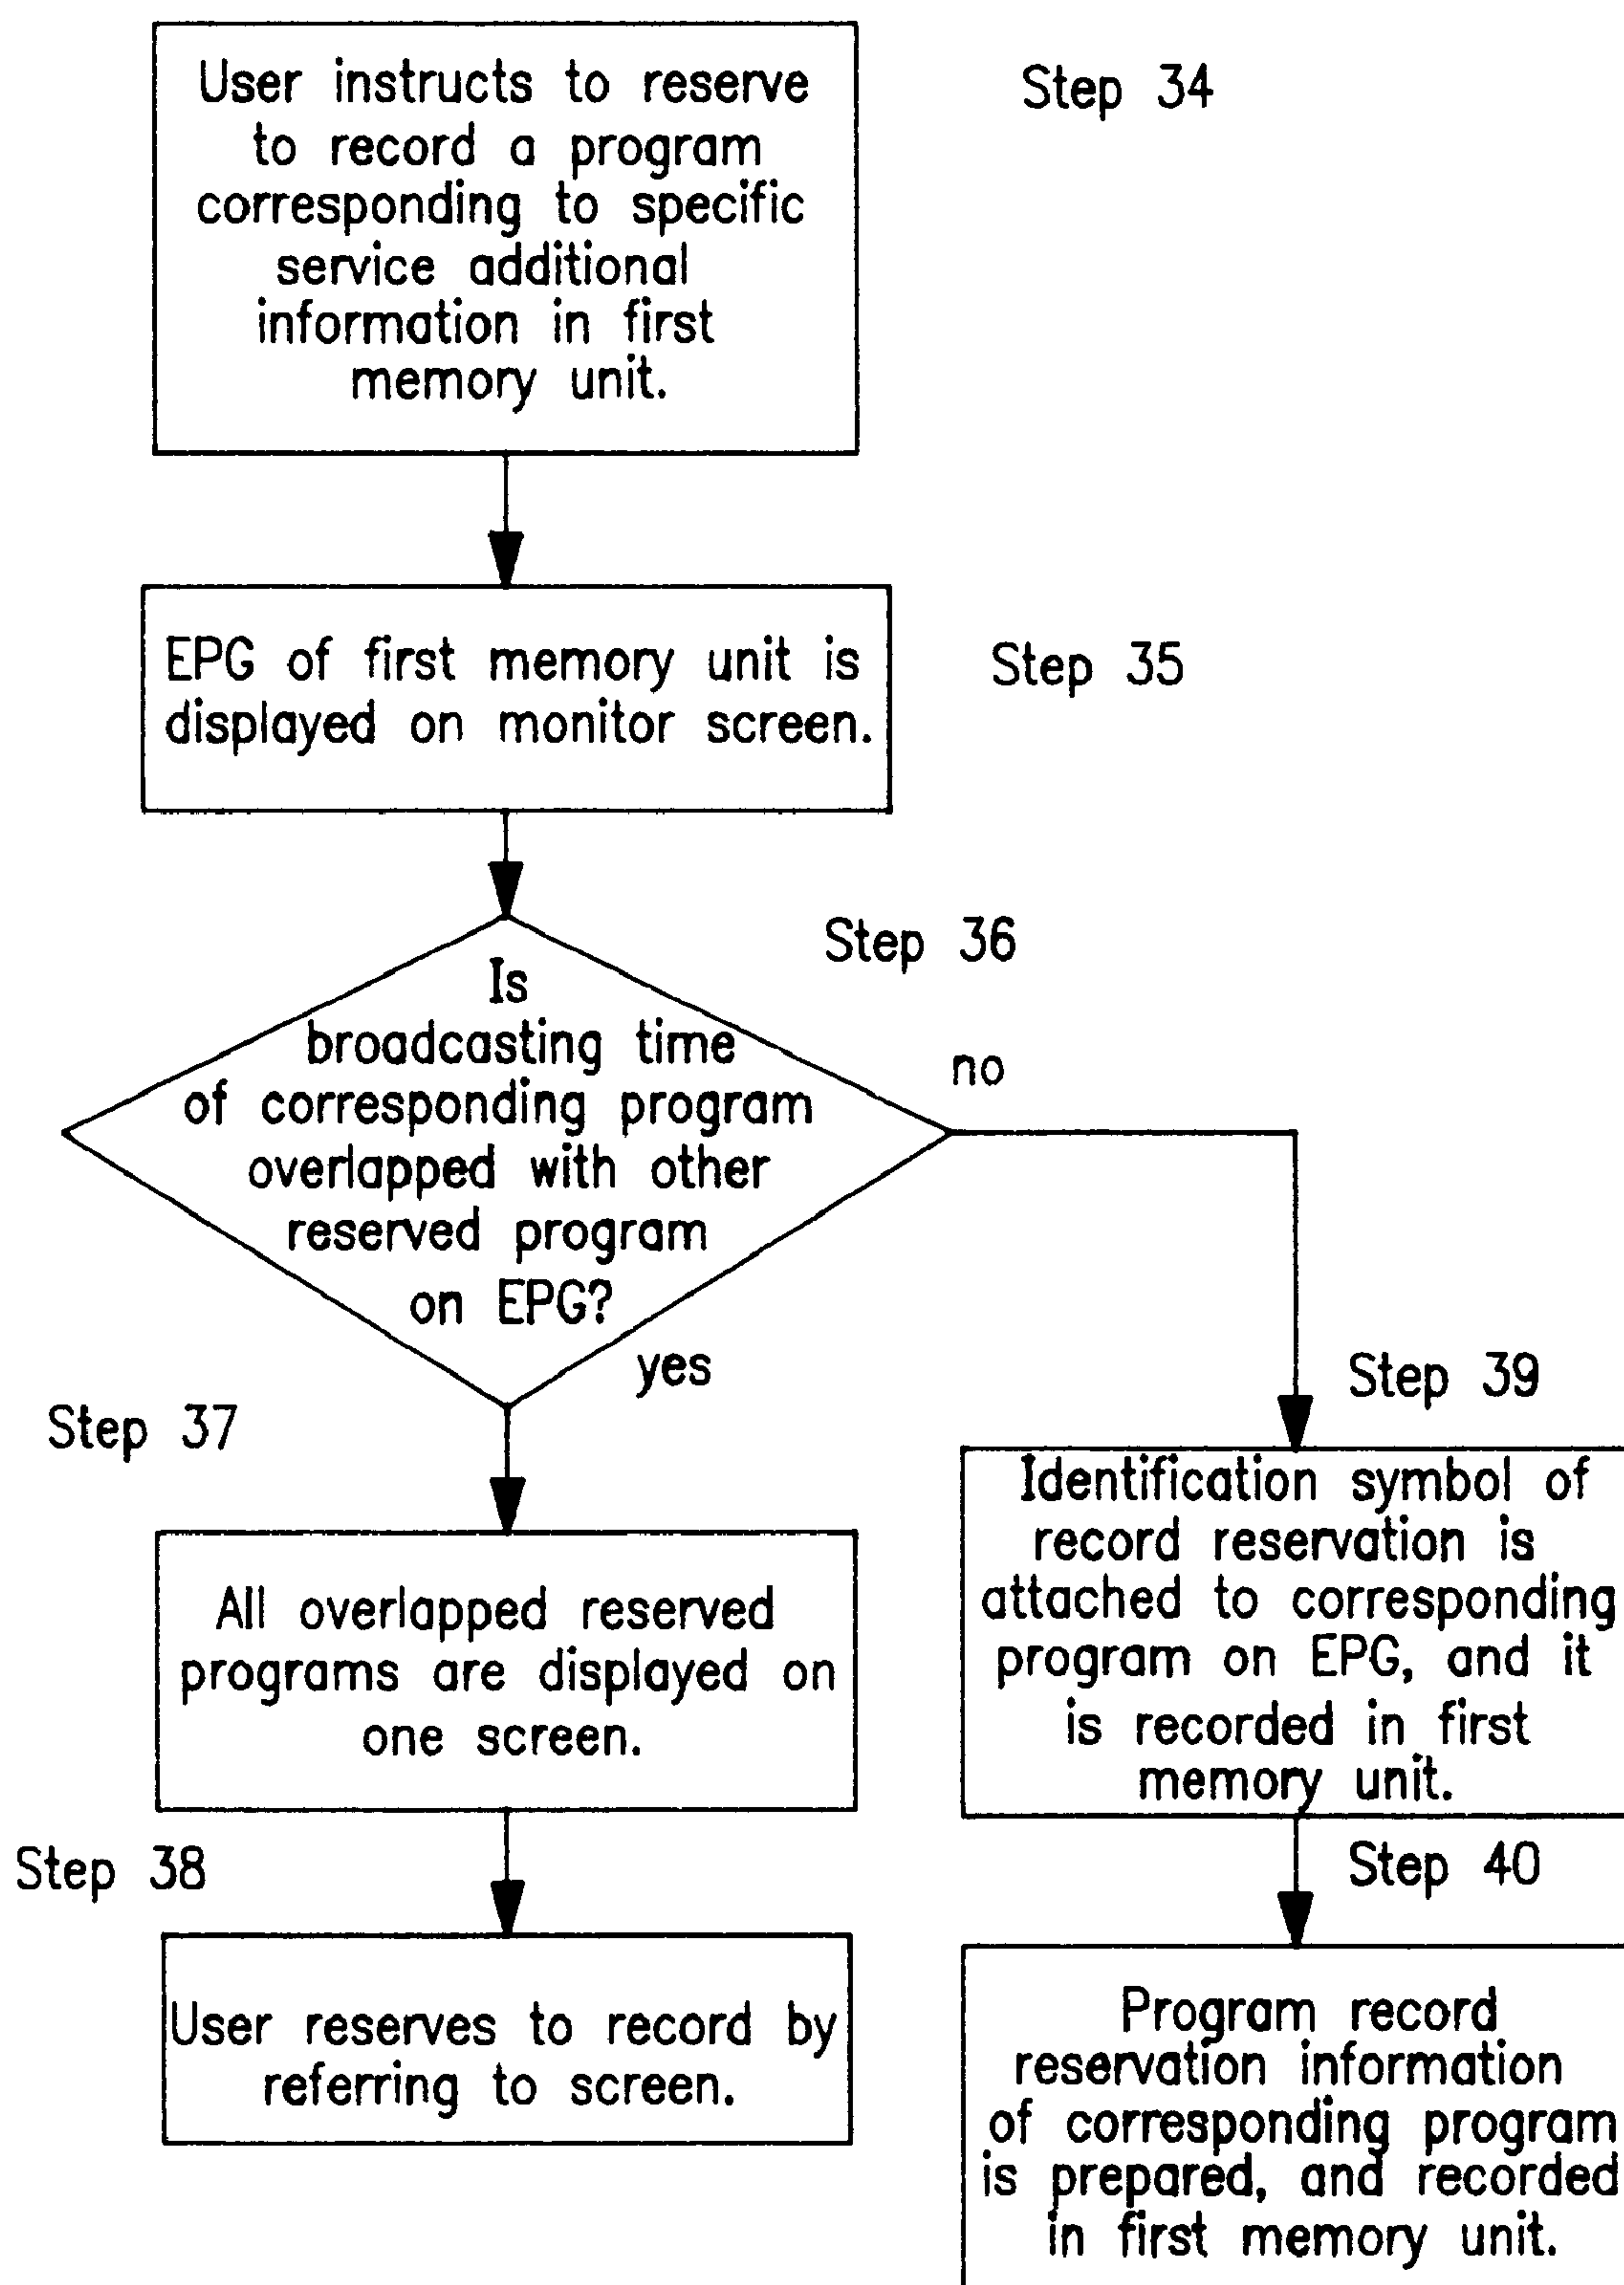 User instructs to reserve
to record a program
corresponding to specific
service additional
information in first
memory unit.
Step 34
EPG of first memory unit is
displayed on monitor screen.
Step 35
Step 36
Is
broadcasting time
of corresponding program
overlapped with other
reserved program
on EPG?
no
yes
Step 37
All overlapped reserved
programs are displayed on
one screen.
Step 38
User reserves to record by
referring to screen.
Step 39
Identification symbol of
record reservation is
attached to corresponding
program on EPG, and it
is recorded in first
memory unit.
Step 40
Program record
reservation information
of corresponding program
is prepared, and recorded
in first memory unit.